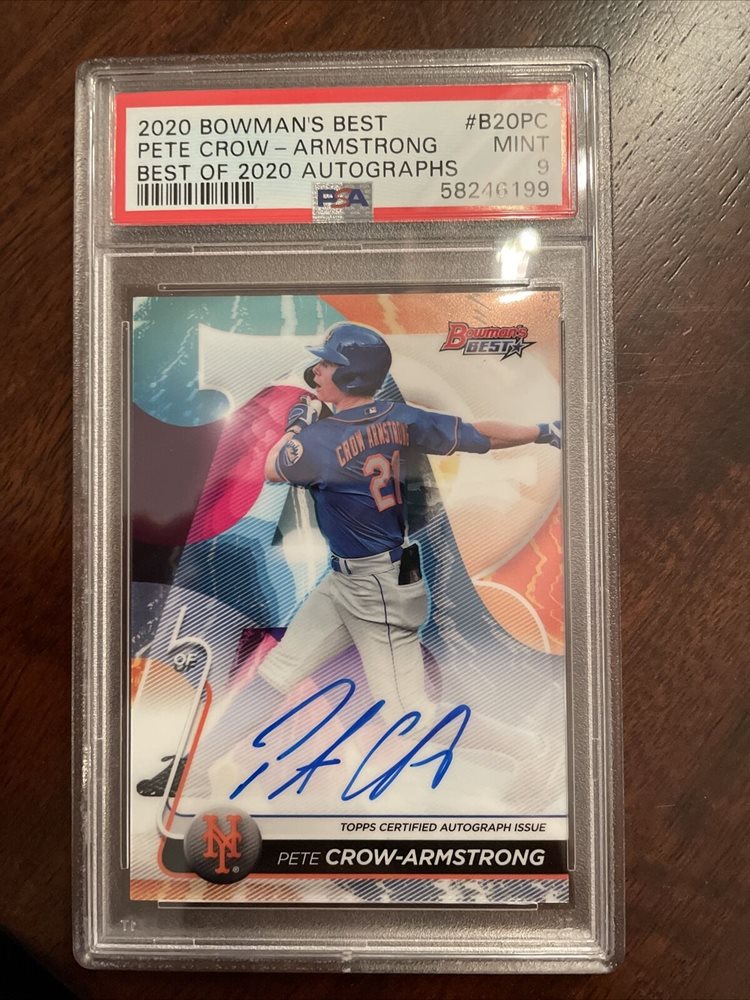 2020 BOWMAN'S BEST #B20PC
PETE CROW - ARMSTRONG MINT
BEST OF 2020 AUTOGRAPHS 9
PSA 58246199
Bowman's
BEST
CROW ARMSTRONG
21
OF
TOPPS CERTIFIED AUTOGRAPH ISSUE
NY
PETE CROW-ARMSTRONG